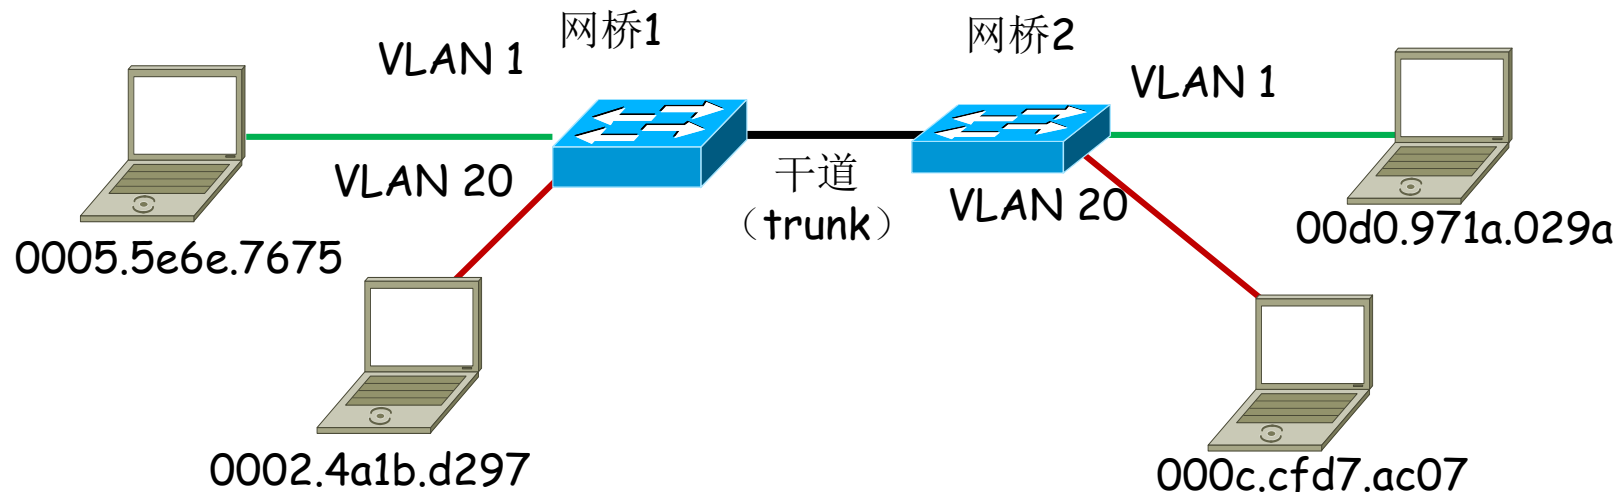 网桥1
网桥2
VLAN 1
VLAN 1
VLAN 20
干道
（trunk）
VLAN 20
0005.5e6e.7675
00d0.971a.029a
0002.4a1b.d297
000c.cfd7.ac07